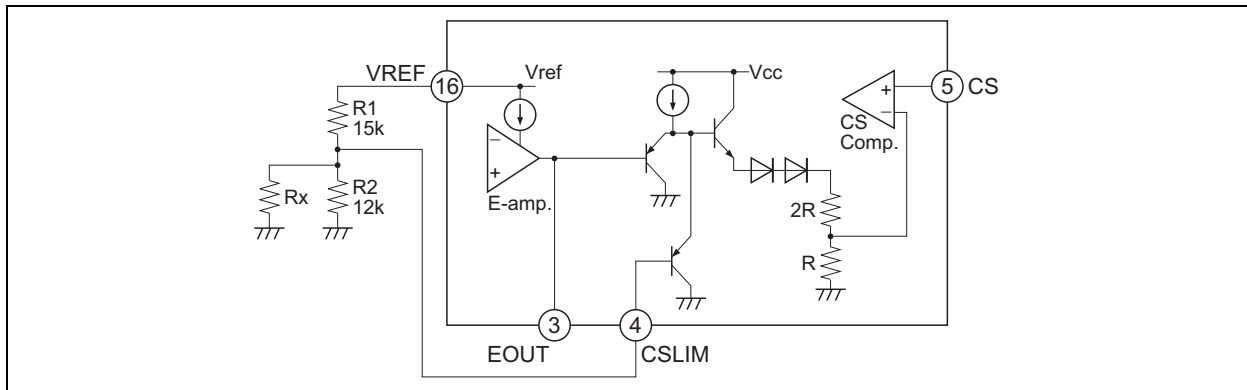 VREF
16
Vref
Vcc
5
CS
R1
15k
−
+
E-amp.
+
−
CS
Comp.
Rx
R2
12k
2R
R
3
4
EOUT
CSLIM